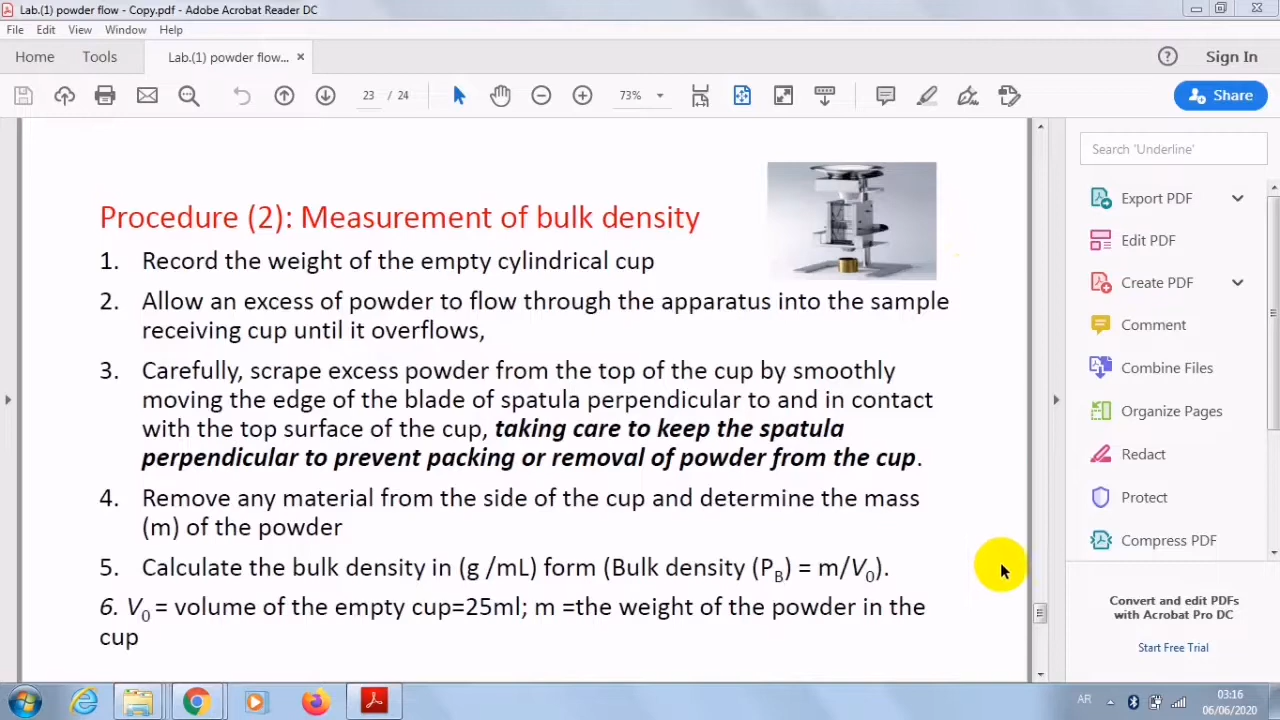 Lab.(1) powder flow - Copy.pdf - Adobe Acrobat Reader DC
File Edit View Window Help
Home Tools Lab.(1) powder flow... × Sign In
23 / 24 73% Share
Procedure (2): Measurement of bulk density
1. Record the weight of the empty cylindrical cup
2. Allow an excess of powder to flow through the apparatus into the sample
receiving cup until it overflows,
3. Carefully, scrape excess powder from the top of the cup by smoothly
moving the edge of the blade of spatula perpendicular to and in contact
with the top surface of the cup, taking care to keep the spatula
perpendicular to prevent packing or removal of powder from the cup.
4. Remove any material from the side of the cup and determine the mass
(m) of the powder
5. Calculate the bulk density in (g /mL) form (Bulk density (PB) = m/V0).
6. V0 = volume of the empty cup=25ml; m =the weight of the powder in the
cup
Search 'Underline'
Export PDF
Edit PDF
Create PDF
Comment
Combine Files
Organize Pages
Redact
Protect
Compress PDF
Convert and edit PDFs
with Acrobat Pro DC
Start Free Trial
AR 03:16
06/06/2020